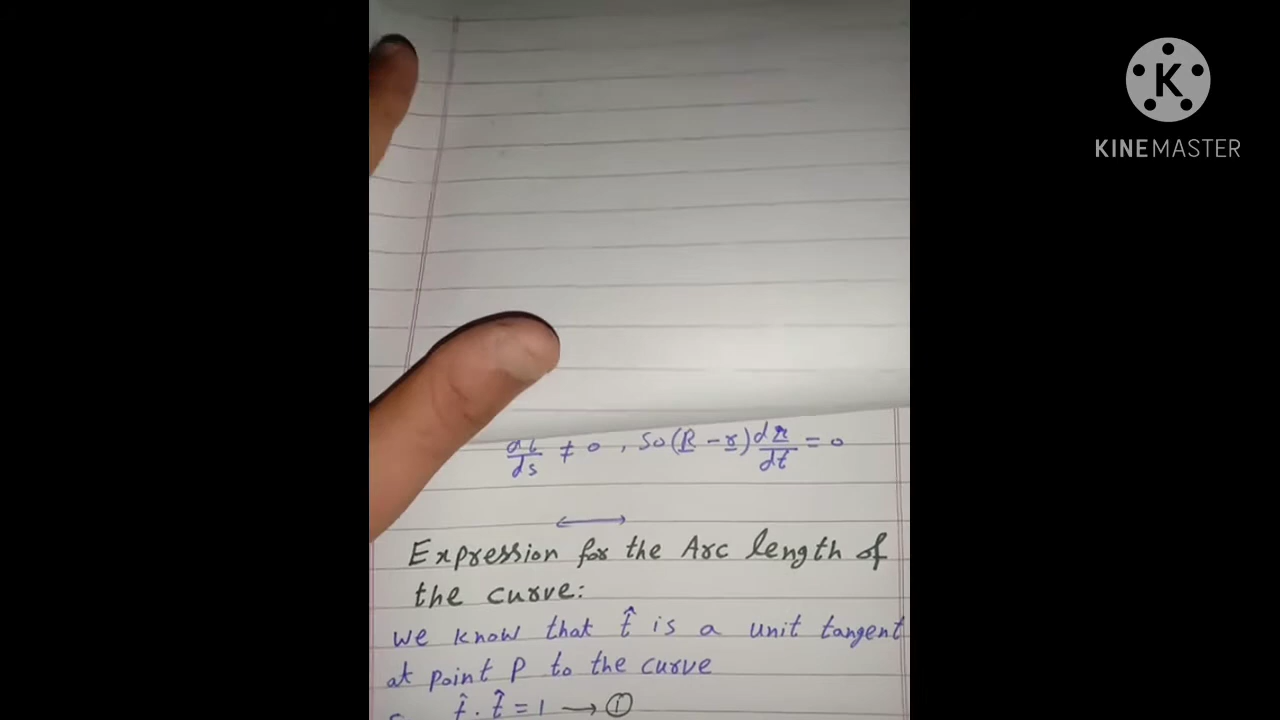 K
KINEMASTER
dt/ds ≠ 0 , So (R - r) dr/dt = 0
Expression for the Arc length of
the curve:
we know that t̂ is a unit tangent
at point P to the curve
t̂ . t̂ = 1 → ①